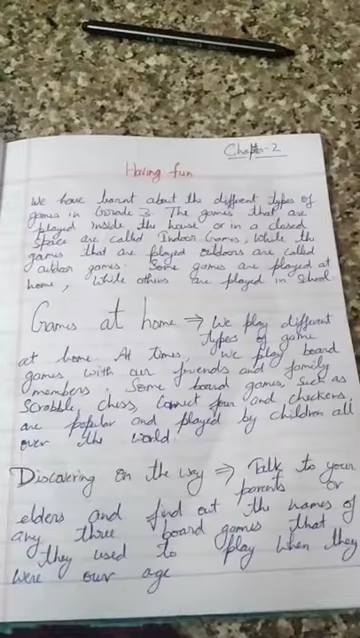 Chapter-2
Having fun
We have learnt about the different types of
games in Grade 3. The games that are
played inside the house or in a closed
space are called Indoor Games, while the
games that are played outdoors are called
outdoor games. Some games are played at
home, while others are played in School
Games at home → We play different
types of game
at home. At times, we play board
games with our friends and family
members. Some board games, such as
Scrabble, chess, Connect four and checkers
are popular and played by children all
over the world.
Discovering on the way ⇒ Talk to your
parents or
elders and find out the names of
any three board games that
they used to play when they
were our age